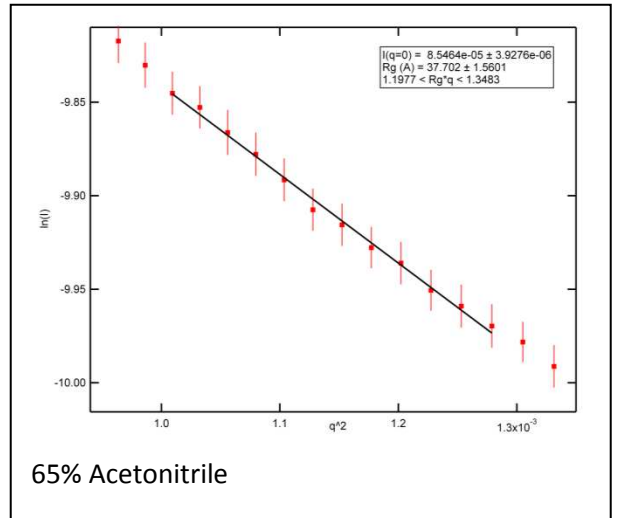 I(q=0) = 8.5464e-05 ± 3.9276e-06
Rg (A) = 37.702 ± 1.5601
1.1977 < Rg*q < 1.3483
-9.85
-9.90
ln(I)
-9.95
-10.00
1.0
1.1
q^2
1.2
1.3x10-3
65% Acetonitrile